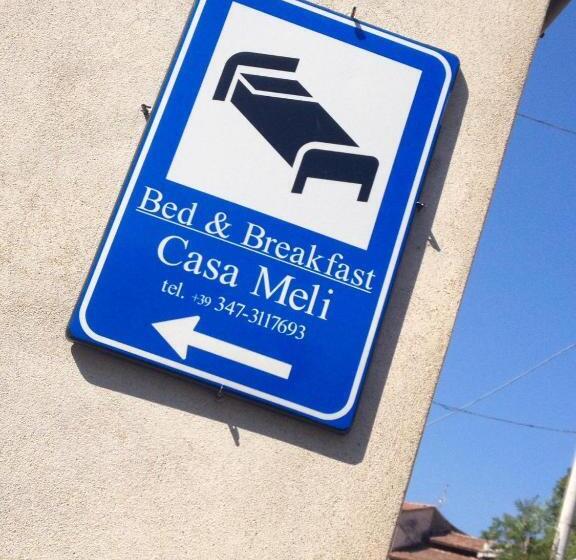 Bed & Breakfast
Casa Meli
tel. +39 347-3117693